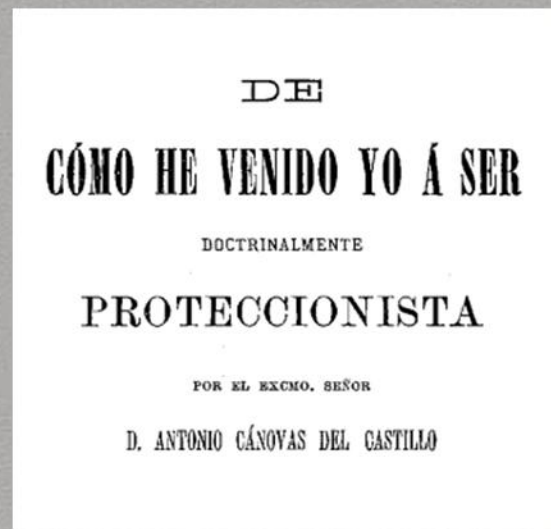 DE
CÓMO HE VENIDO YO Á SER
DOCTRINALMENTE
PROTECCIONISTA
POR EL EXCMO. SEÑOR
D. ANTONIO CÁNOVAS DEL CASTILLO